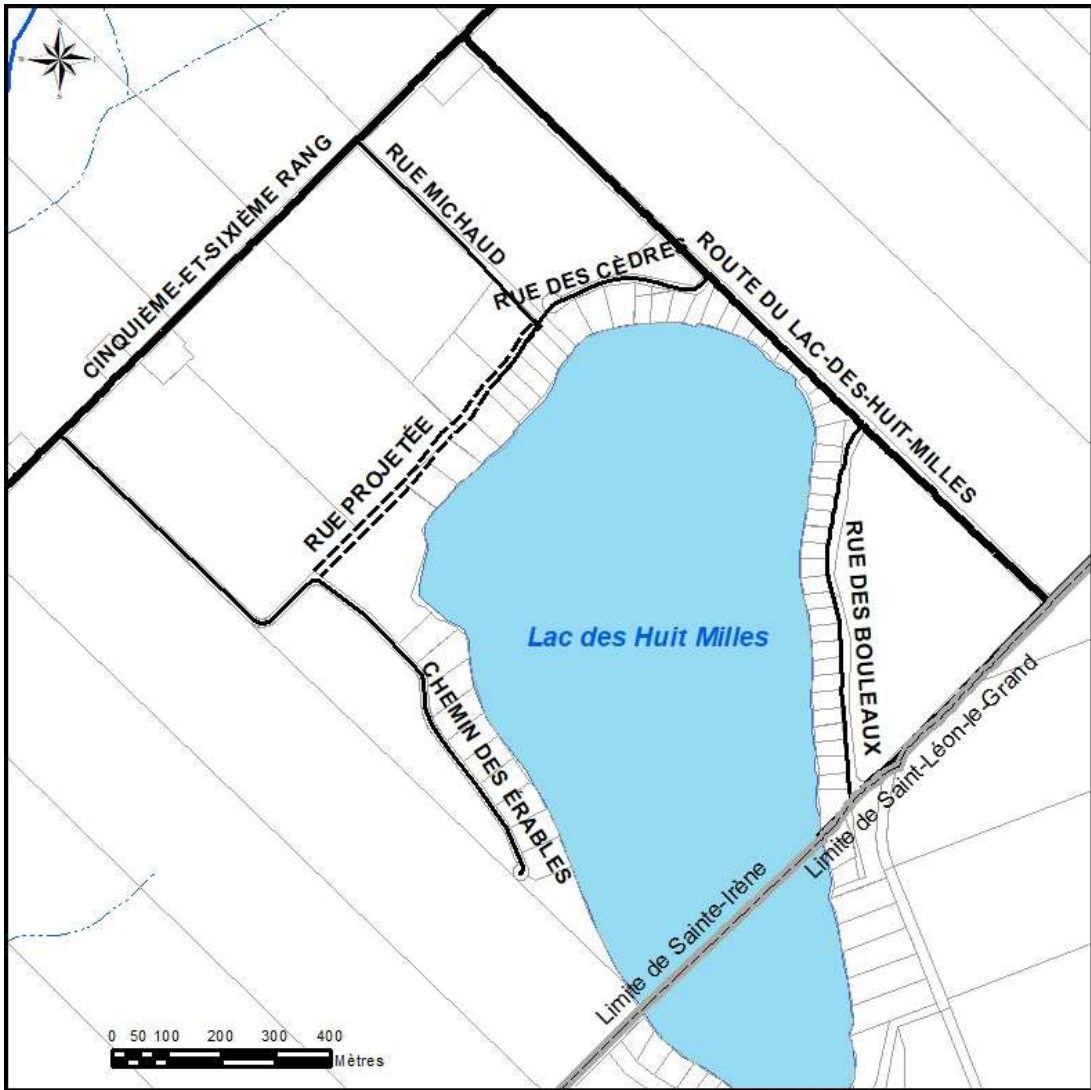 N
E
S
CINQUIÈME-ET-SIXIÈME RANG
RUE MICHAUD
RUE DES CÈDRES
ROUTE DU LAC-DES-HUIT-MILLES
RUE PROJETÉE
RUE DES BOULEAUX
Lac des Huit Milles
CHEMIN DES ÉRABLES
Limite de Saint-Léon-le-Grand
Limite de Sainte-Irène
0 50 100 200 300 400
Mètres